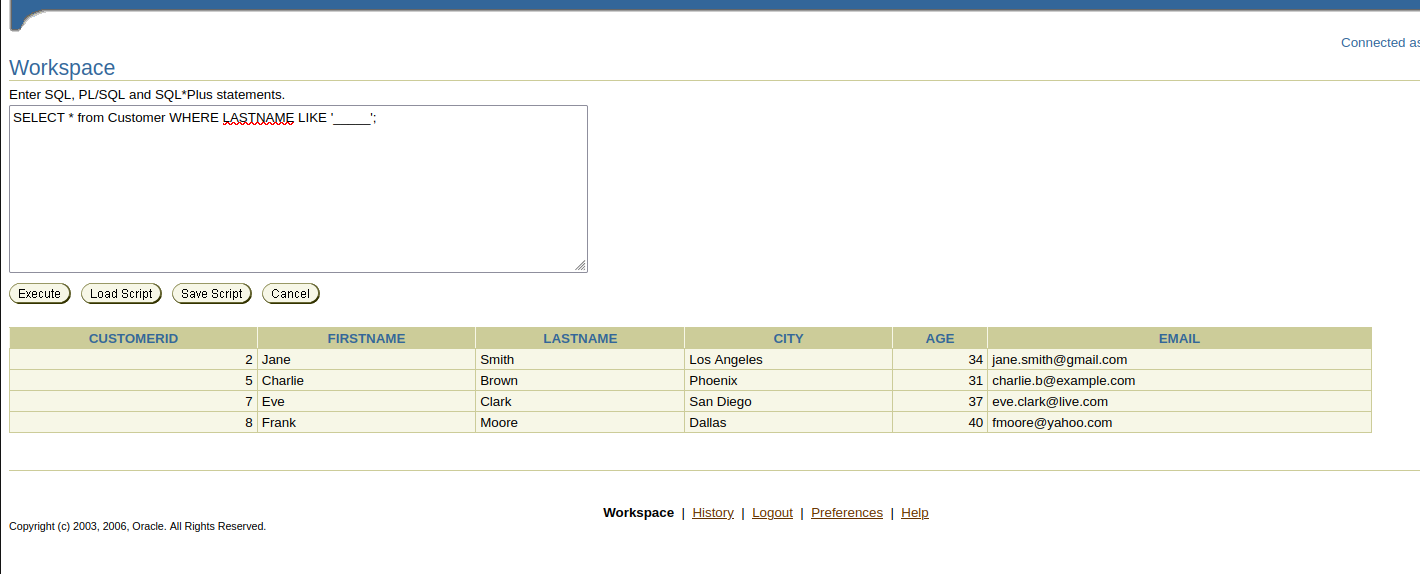 Connected as
Workspace
Enter SQL, PL/SQL and SQL*Plus statements.
SELECT * from Customer WHERE LASTNAME LIKE '_____';
Execute Load Script Save Script Cancel
CUSTOMERID FIRSTNAME LASTNAME CITY AGE EMAIL
2 Jane Smith Los Angeles 34 jane.smith@gmail.com
5 Charlie Brown Phoenix 31 charlie.b@example.com
7 Eve Clark San Diego 37 eve.clark@live.com
8 Frank Moore Dallas 40 fmoore@yahoo.com
Workspace | History | Logout | Preferences | Help
Copyright (c) 2003, 2006, Oracle. All Rights Reserved.